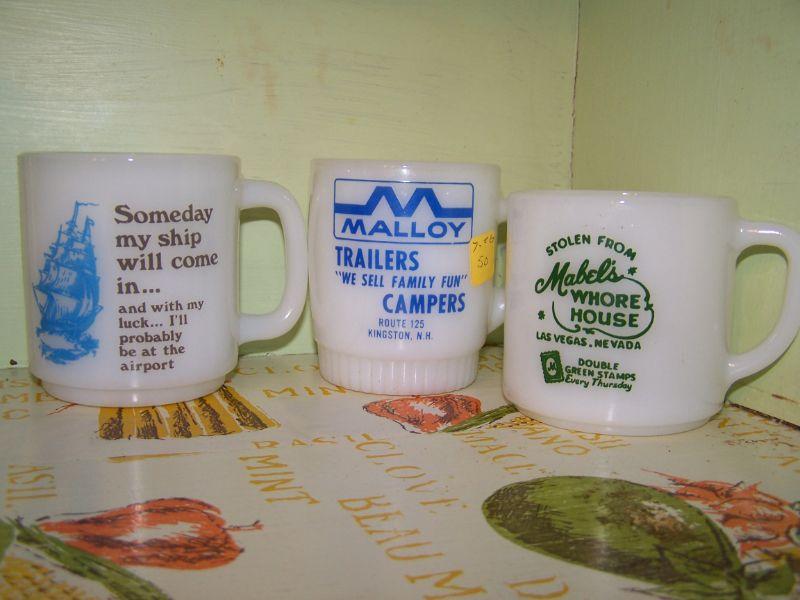 Someday
my ship
will come
in...
and with my
luck... I'll
probably
be at the
airport
MALLOY
TRAILERS
"WE SELL FAMILY FUN"
CAMPERS
ROUTE 125
KINGSTON, N.H.
50
STOLEN FROM
Mabel's
WHORE
HOUSE
LAS VEGAS, NEVADA
DOUBLE
GREEN STAMPS
Every Thursday
MINT
CLOVE